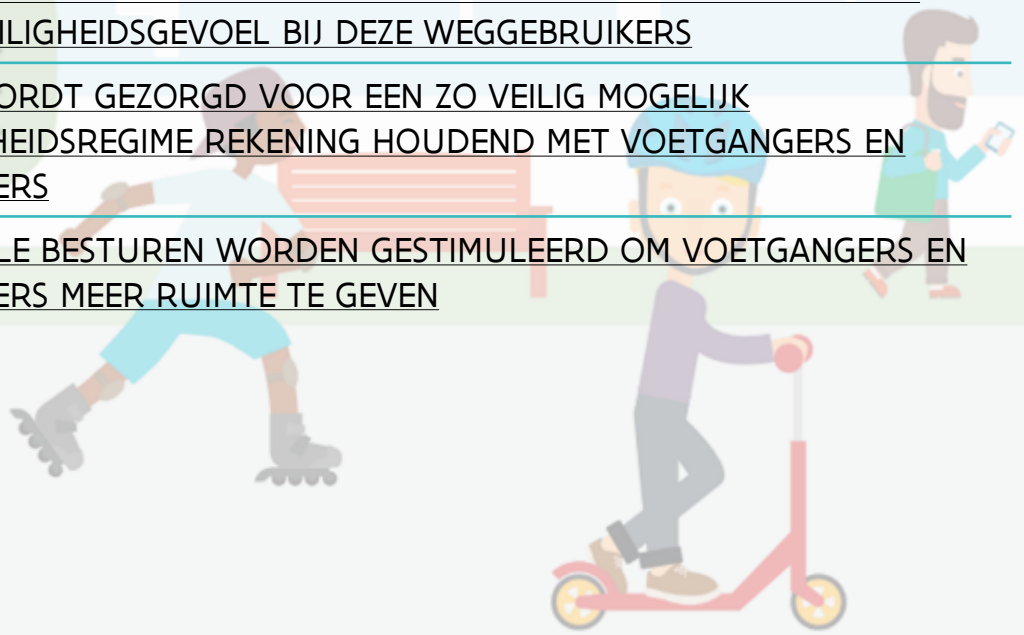 ILIGHEIDSGEVOEL BIJ DEZE WEGGEBRUIKERS
ORDT GEZORGD VOOR EEN ZO VEILIG MOGELIJK
HEIDSREGIME REKENING HOUDEND MET VOETGANGERS EN
ERS
LE BESTUREN WORDEN GESTIMULEERD OM VOETGANGERS EN
ERS MEER RUIMTE TE GEVEN